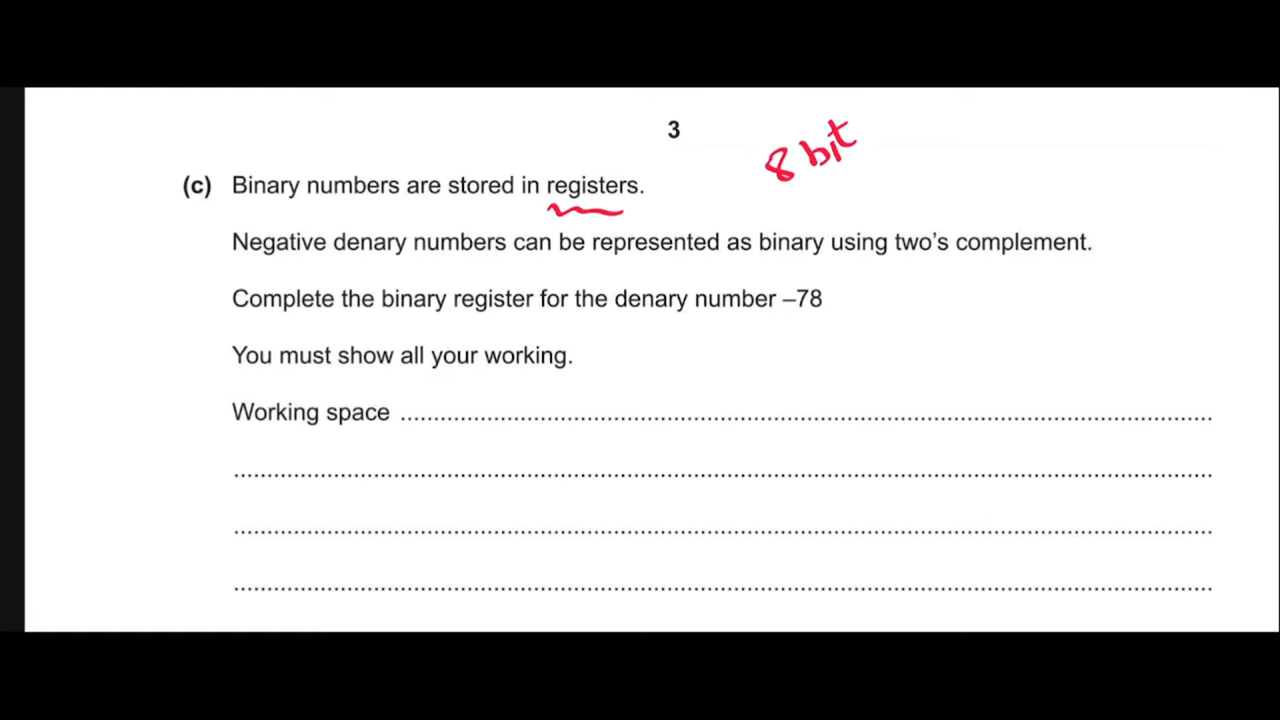 3
8 bit
(c) Binary numbers are stored in registers.
Negative denary numbers can be represented as binary using two's complement.
Complete the binary register for the denary number –78
You must show all your working.
Working space ................................................................................
................................................................................
................................................................................
................................................................................